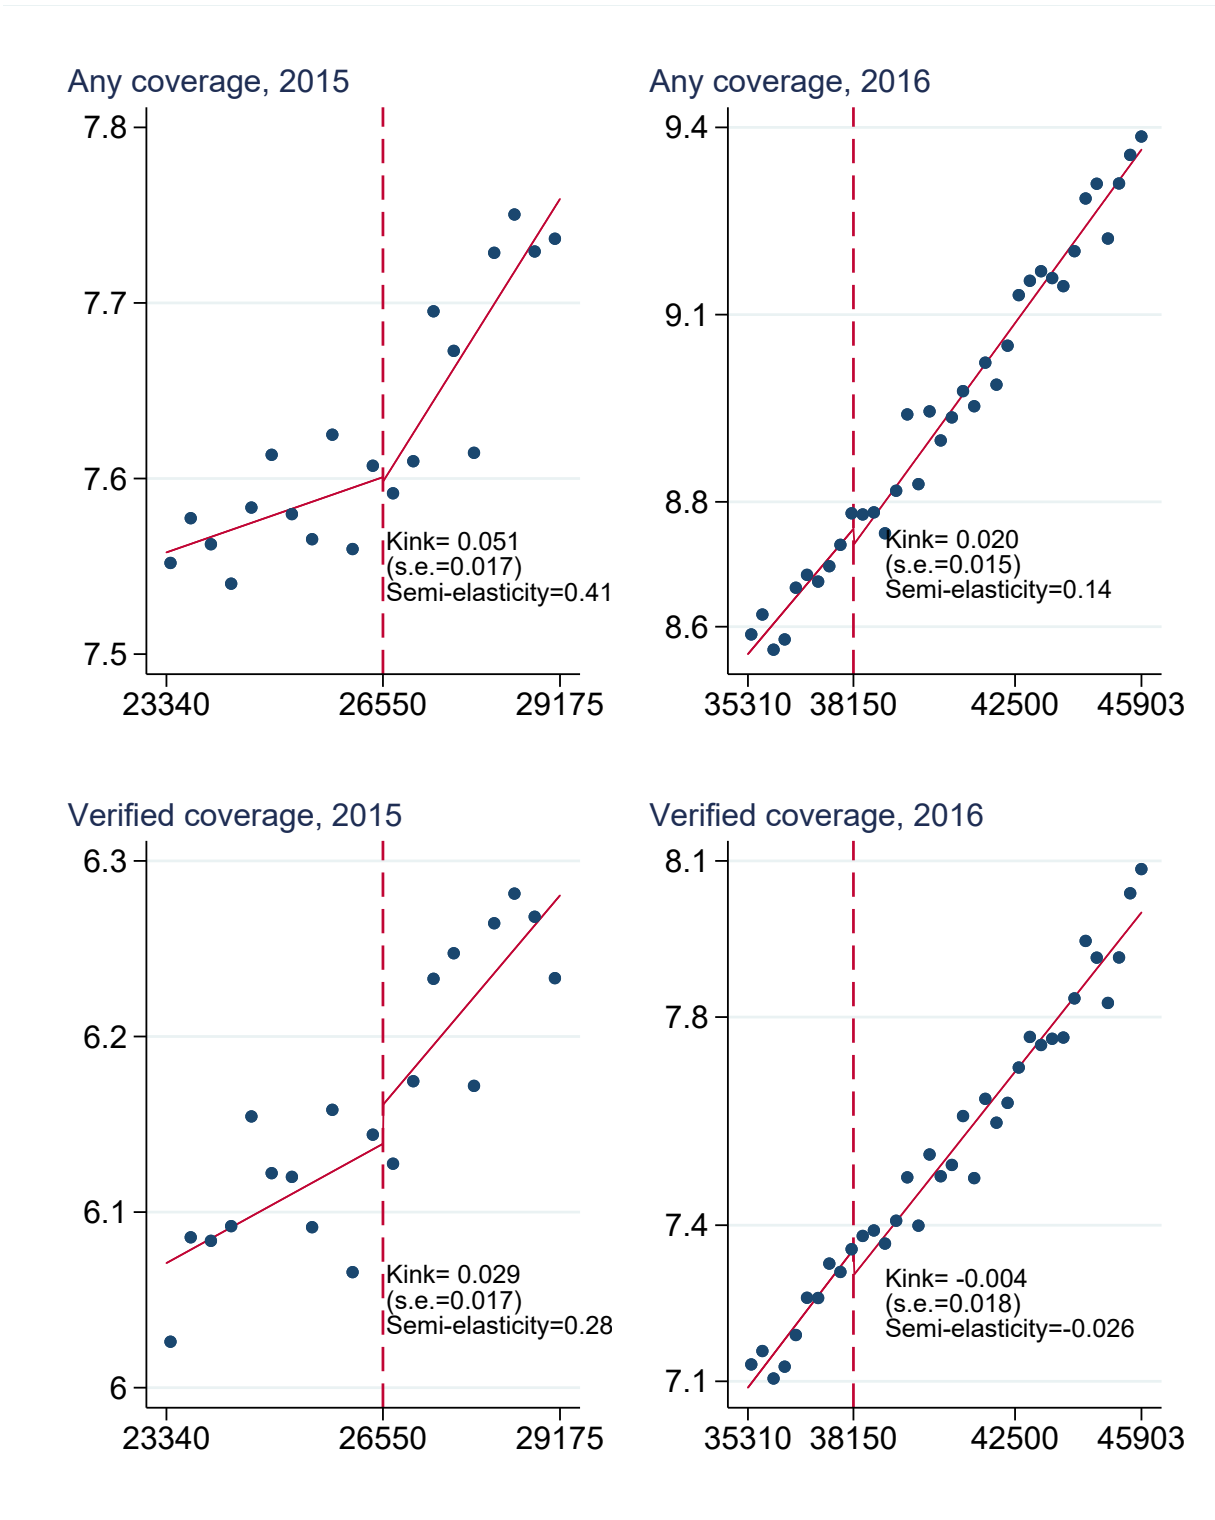 Any coverage, 2015
7.8
7.7
7.6
7.5
Kink= 0.051
(s.e.=0.017)
Semi-elasticity=0.41
23340 26550 29175
Any coverage, 2016
9.4
9.1
8.8
8.6
Kink= 0.020
(s.e.=0.015)
Semi-elasticity=0.14
35310 38150 42500 45903
Verified coverage, 2015
6.3
6.2
6.1
6
Kink= 0.029
(s.e.=0.017)
Semi-elasticity=0.28
23340 26550 29175
Verified coverage, 2016
8.1
7.8
7.4
7.1
Kink= -0.004
(s.e.=0.018)
Semi-elasticity=-0.026
35310 38150 42500 45903